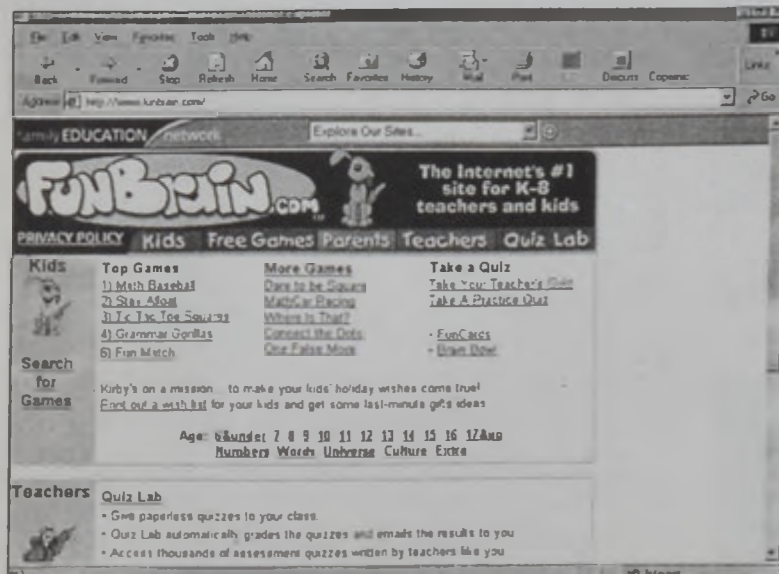 File Edit View Favorites Tools Help
Back Forward Stop Refresh Home Search Favorites History Mail Print Discuss Copernic
Links
Address http://www.funbrain.com/ Go
family EDUCATION network Explore Our Sites...
FUNBRAIN.COM
The Internet's #1
site for K-8
teachers and kids
PRIVACY POLICY Kids Free Games Parents Teachers Quiz Lab
Kids
Search
for
Games
Top Games
1) Math Baseball
2) Stay Afloat
3) Tic Tac Toe Squares
4) Grammar Gorillas
6) Fun Match
More Games
Dare to be Square
MathCar Racing
Where Is That?
Connect the Dots
One False Move
Take a Quiz
Take Your Teacher's Quiz
Take A Practice Quiz
• FunCards
• Brain Bowl
Kirby's on a mission... to make your kids' holiday wishes come true!
Print out a wish list for your kids and get some last-minute gifts ideas
Age: 6&under 7 8 9 10 11 12 13 14 15 16 17&up
Numbers Words Universe Culture Extra
Teachers
Quiz Lab
• Give paperless quizzes to your class.
• Quiz Lab automatically grades the quizzes and emails the results to you
• Access thousands of assessment quizzes written by teachers like you